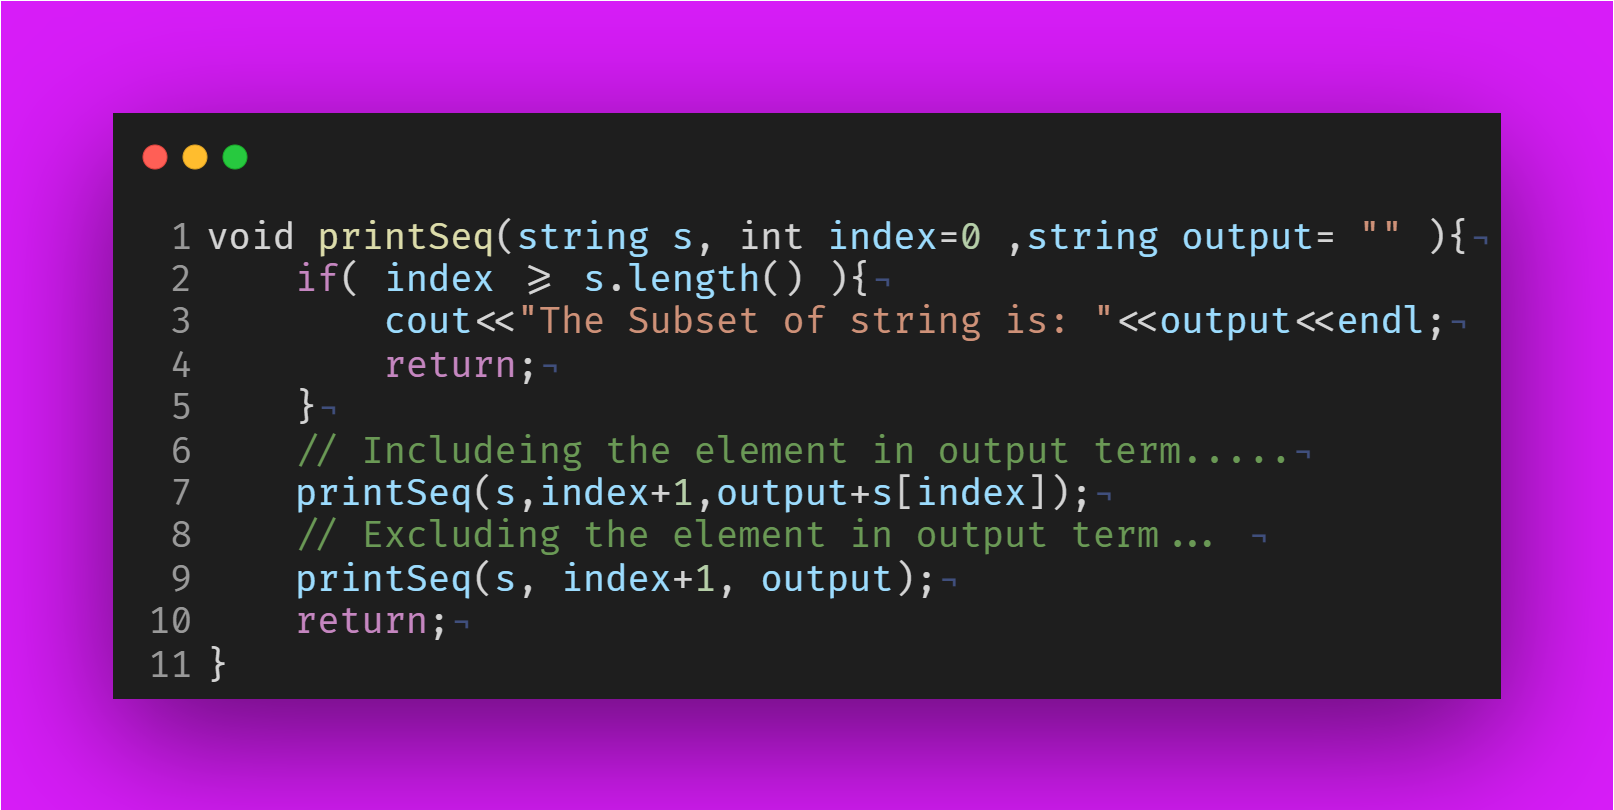 1 void printSeq(string s, int index=0 ,string output= "" ){¬
2     if( index >= s.length() ){¬
3         cout<<"The Subset of string is: "<<output<<endl;¬
4         return;¬
5     }¬
6     // Includeing the element in output term.....¬
7     printSeq(s,index+1,output+s[index]);¬
8     // Excluding the element in output term... ¬
9     printSeq(s, index+1, output);¬
10     return;¬
11 }